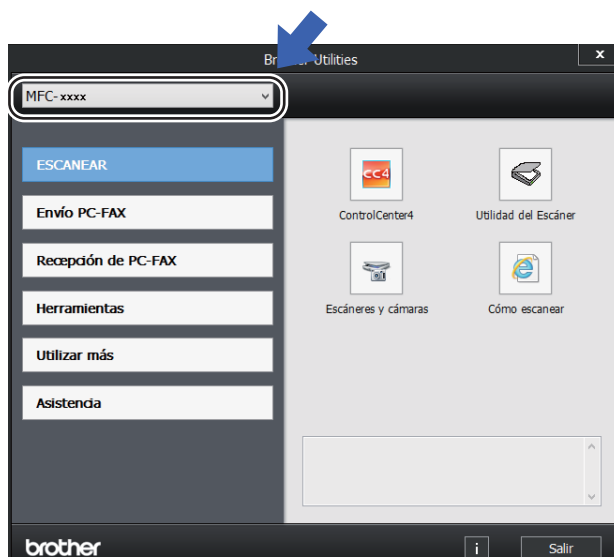 Utilities
x
MFC-xxxx
ESCANEAR
Envío PC-FAX
Recepción de PC-FAX
Herramientas
Utilizar más
Asistencia
CC4
ControlCenter4
Utilidad del Escáner
Escáneres y cámaras
Cómo escanear
brother
i
Salir